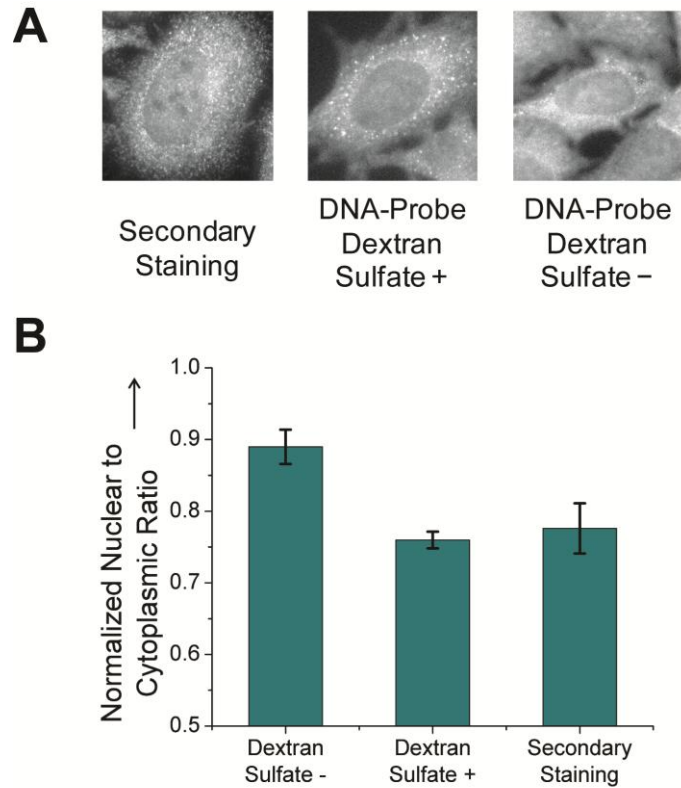 A
Secondary
Staining
DNA-Probe
Dextran
Sulfate +
DNA-Probe
Dextran
Sulfate −
B
Normalized Nuclear to
Cytoplasmic Ratio
1.0
0.9
0.8
0.7
0.6
0.5
Dextran
Sulfate -
Dextran
Sulfate +
Secondary
Staining